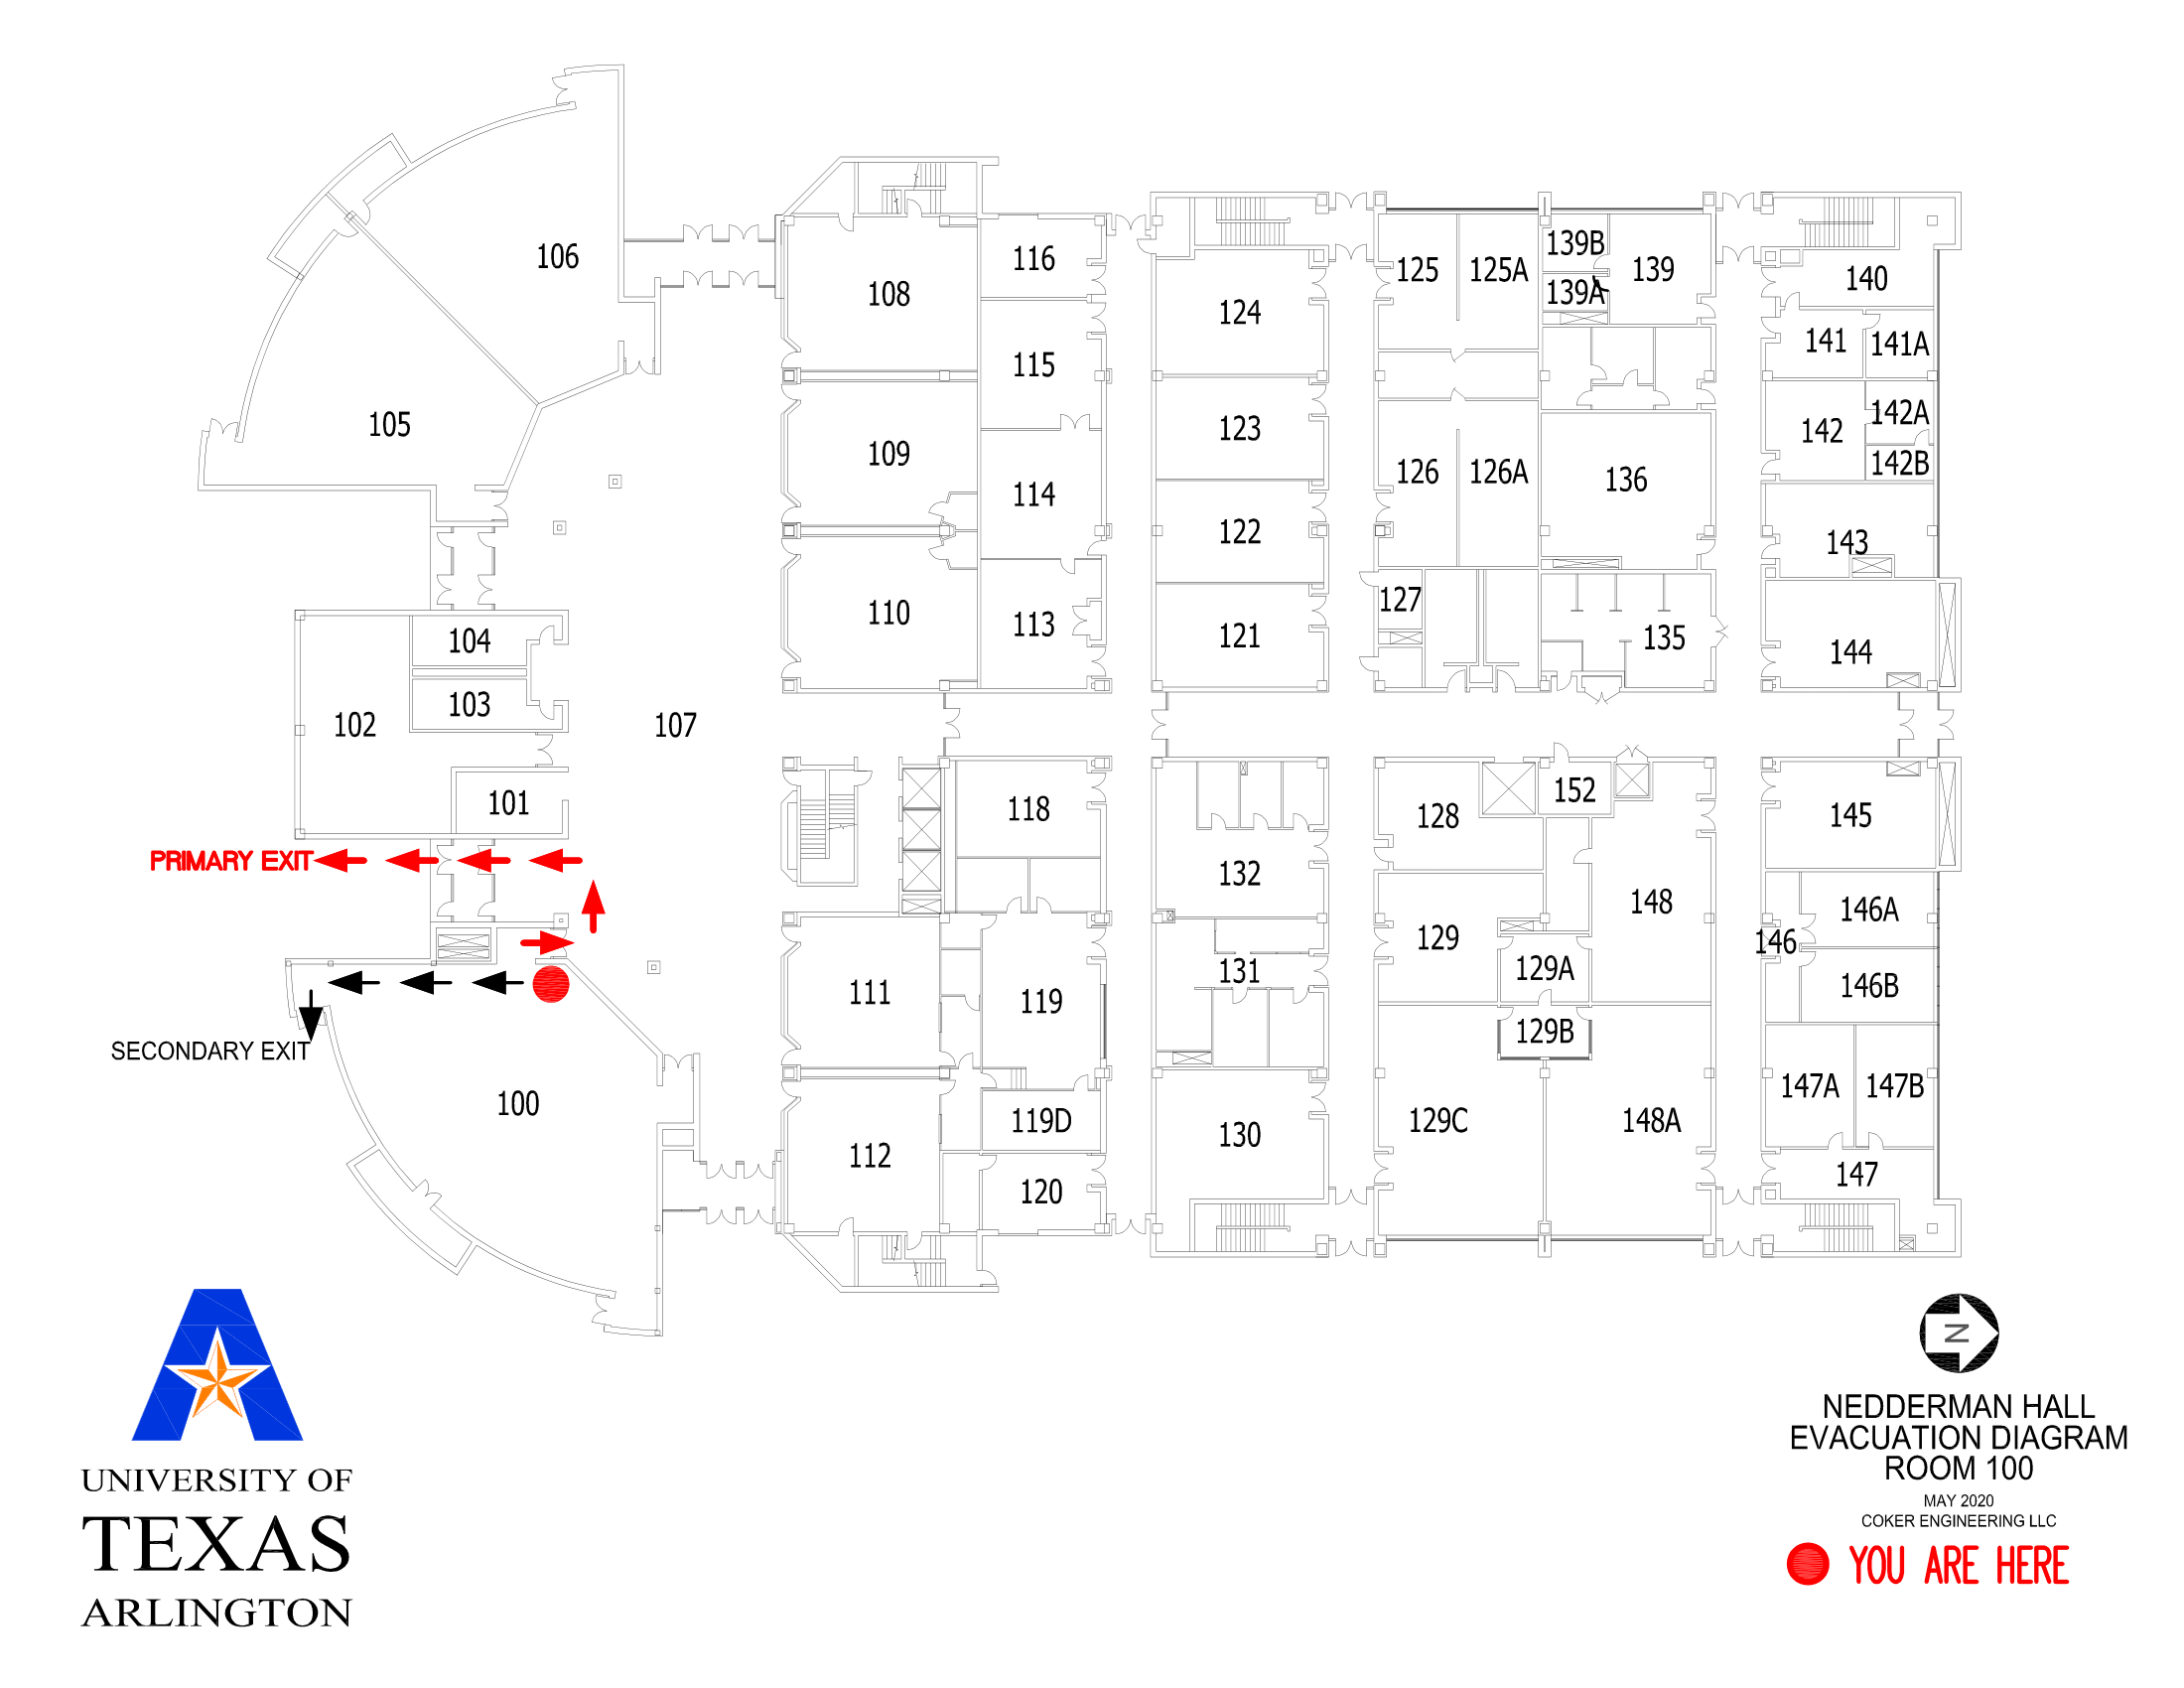 106
116
139B
125
125A
139
140
108
139A
124
141
141A
115
105
123
142A
142
109
142B
126
126A
136
114
122
143
127
110
113
121
135
104
144
103
102
107
152
101
118
128
145
PRIMARY EXIT
132
148
146A
129
146
131
129A
111
146B
119
129B
SECONDARY EXIT
147A
147B
100
119D
129C
148A
130
112
147
120
N
NEDDERMAN HALL
EVACUATION DIAGRAM
ROOM 100
MAY 2020
COKER ENGINEERING LLC
YOU ARE HERE
UNIVERSITY OF
TEXAS
ARLINGTON